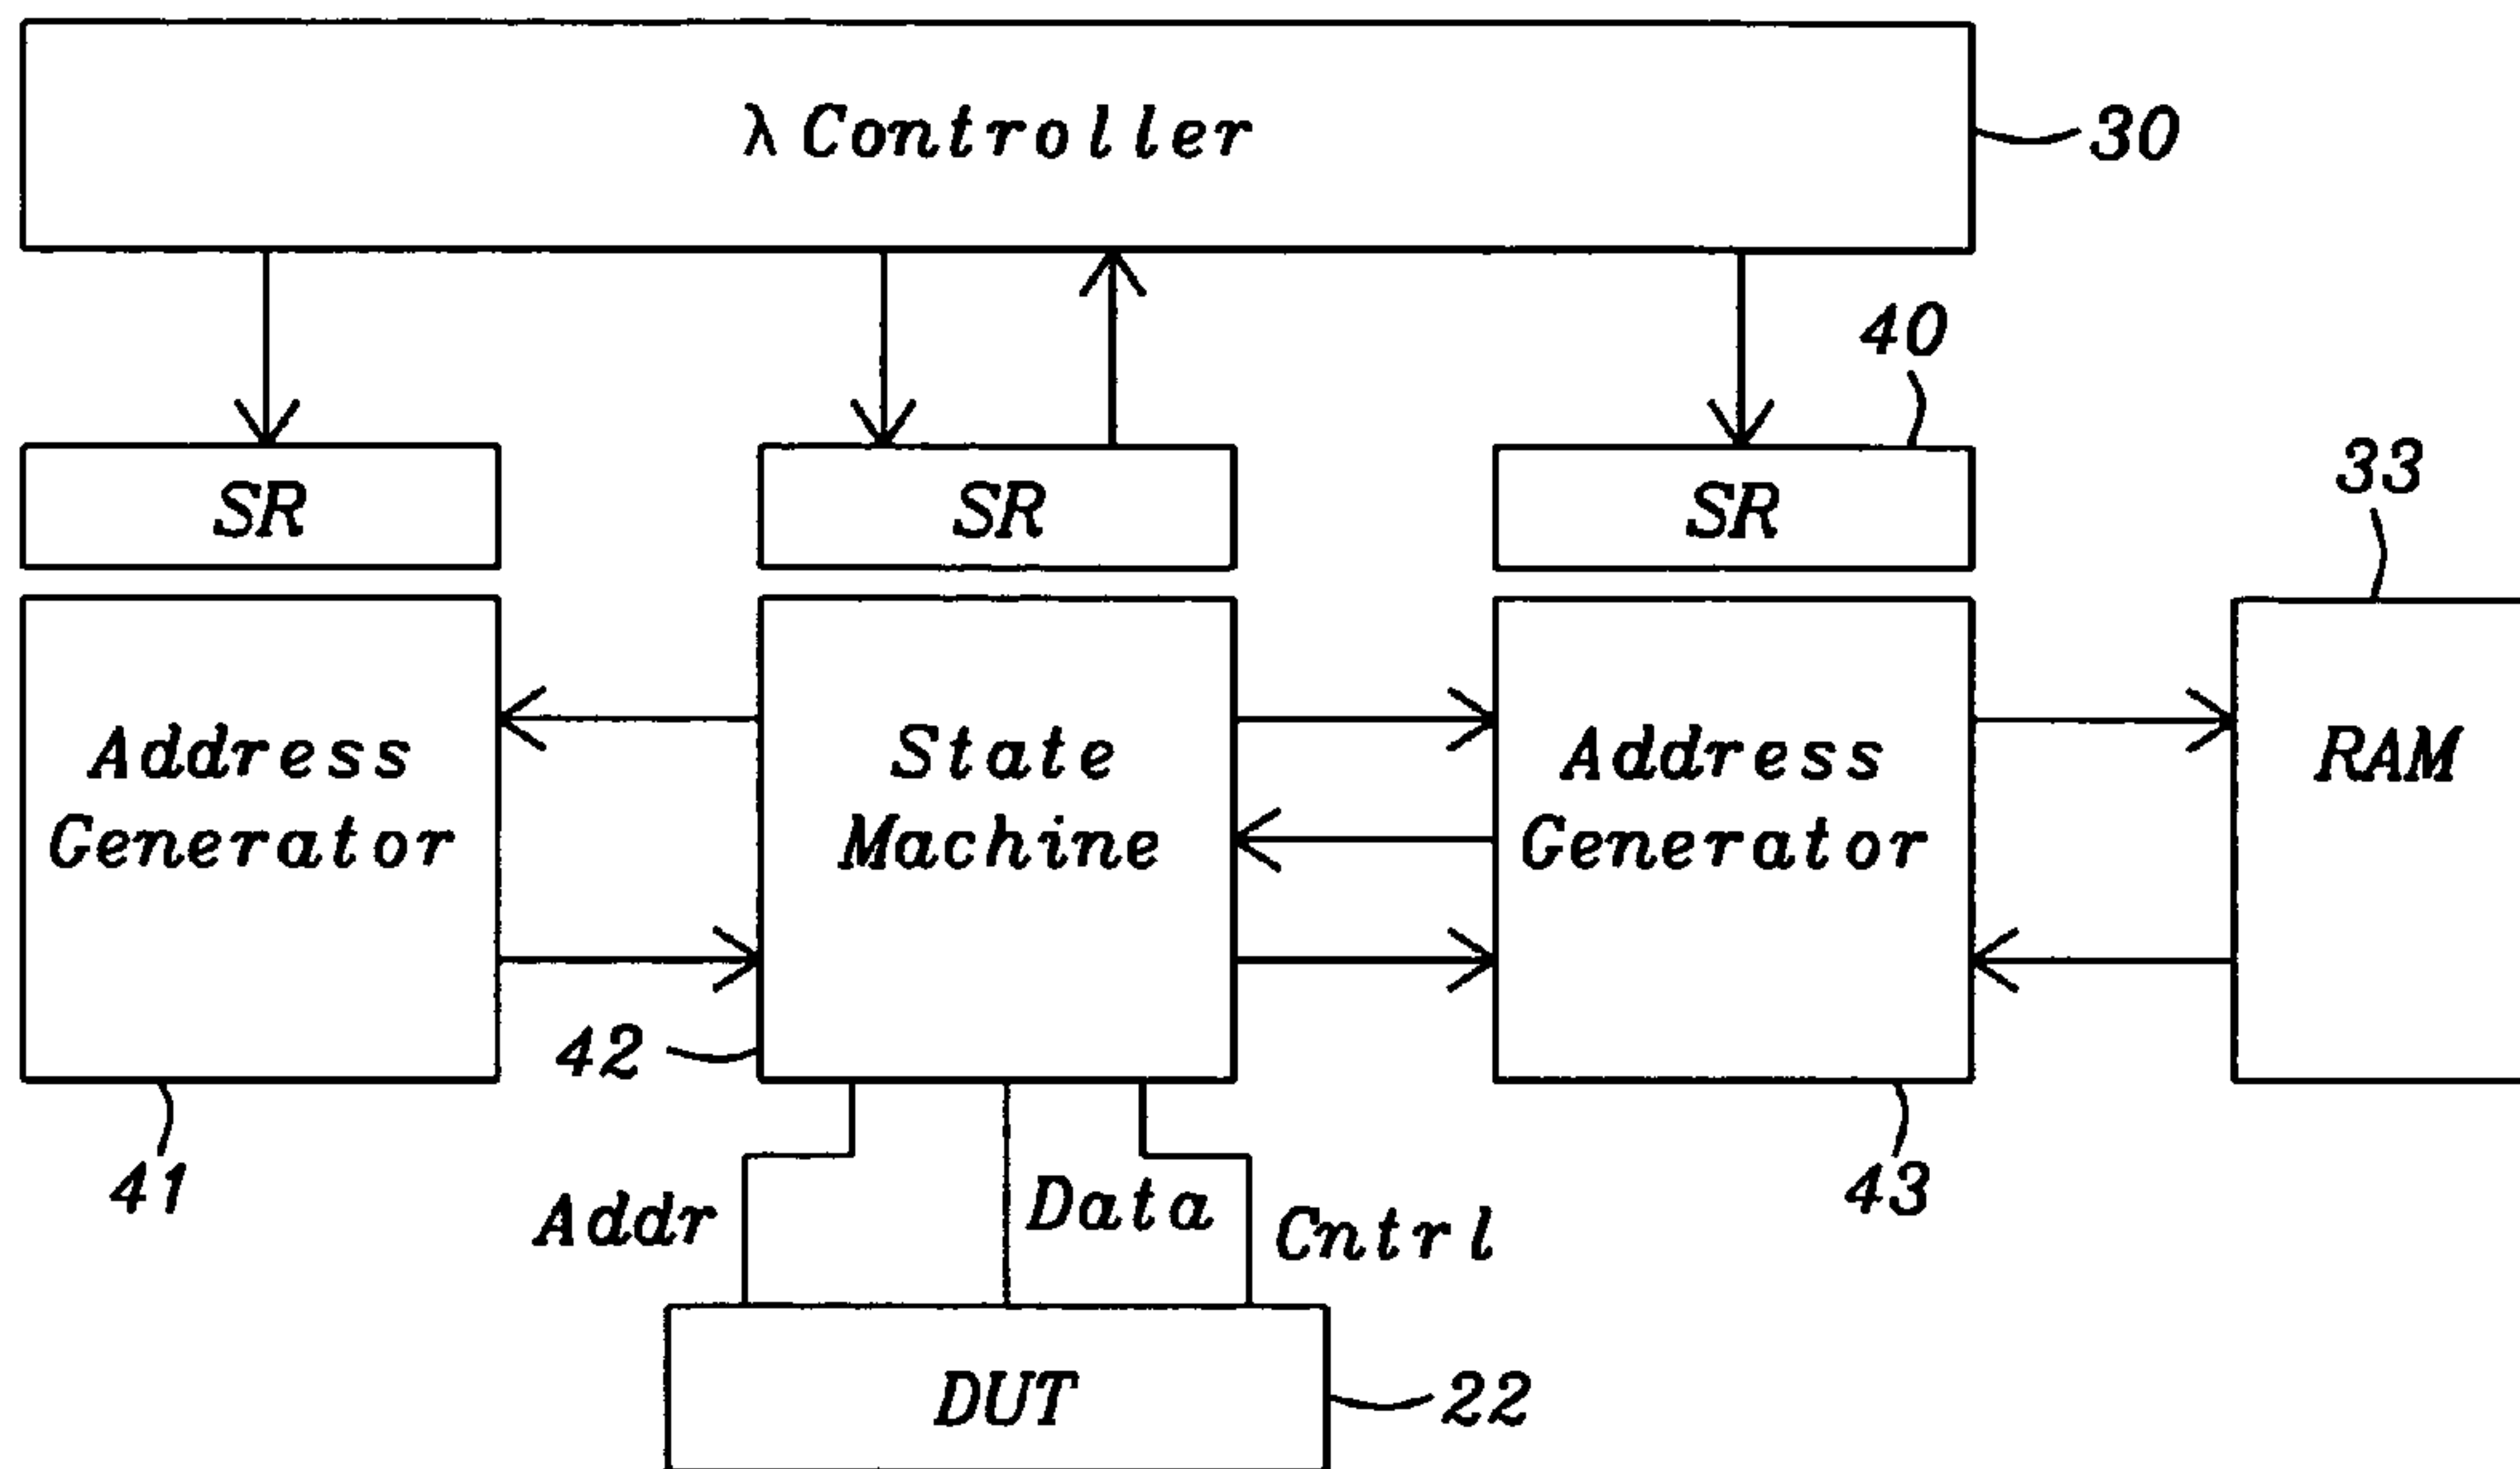 λ Controller
30
40
33
SR
SR
SR
Address
Generator
State
Machine
Address
Generator
RAM
42
41
43
Addr
Data
Cntrl
DUT
22